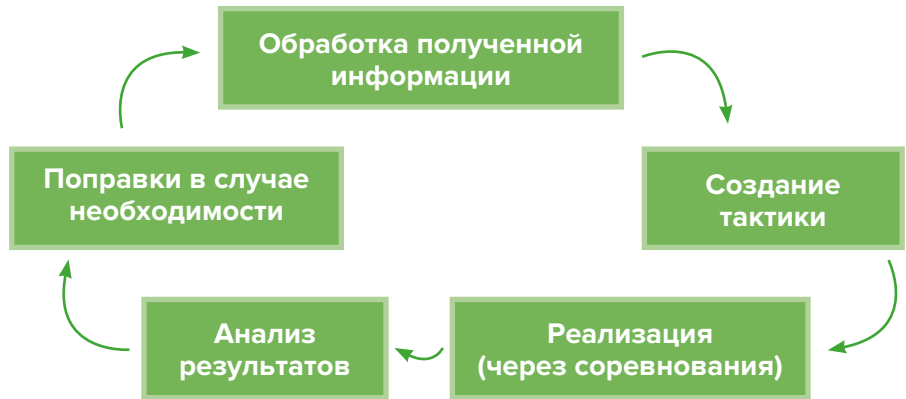 Обработка полученной
информации
Создание
тактики
Реализация
(через соревнования)
Анализ
результатов
Поправки в случае
необходимости